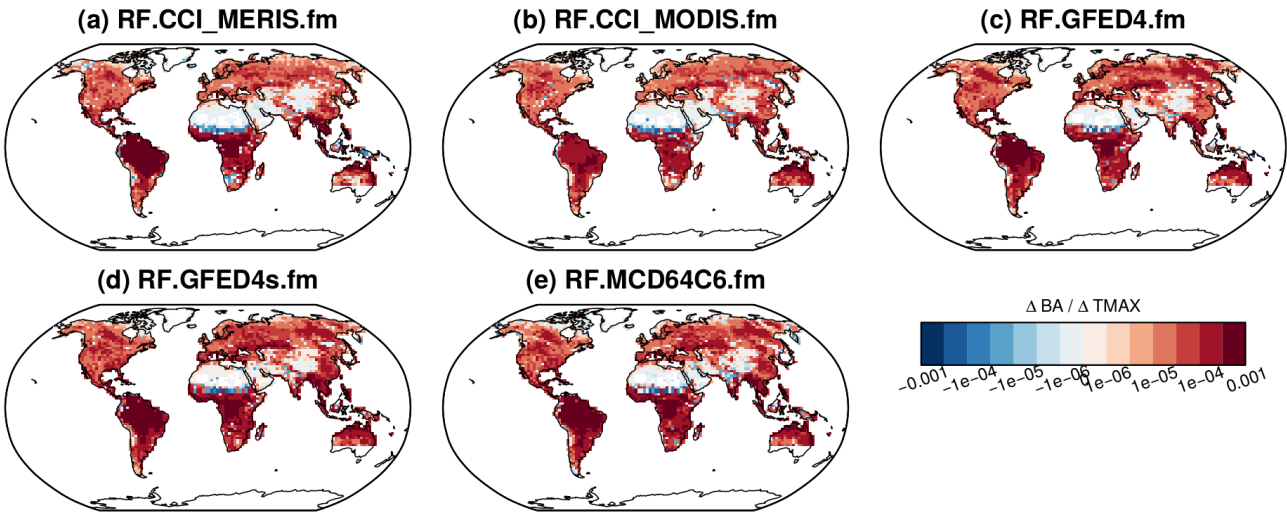 (a) RF.CCI_MERIS.fm
(b) RF.CCI_MODIS.fm
(c) RF.GFED4.fm
(d) RF.GFED4s.fm
(e) RF.MCD64C6.fm
Δ BA / Δ TMAX
−0.001 −1e−04 −1e−05 −1e−06 1e−06 1e−05 1e−04 0.001